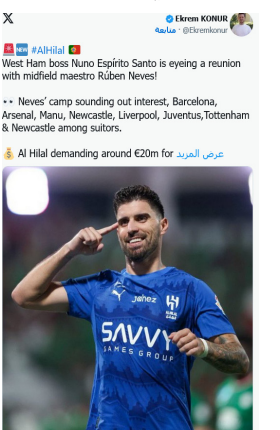 Ekrem KONUR
@Ekremkonur · متابعة
#AlHilal
West Ham boss Nuno Espírito Santo is eyeing a reunion
with midfield maestro Rúben Neves!
Neves’ camp sounding out interest, Barcelona,
Arsenal, Manu, Newcastle, Liverpool, Juventus,Tottenham
& Newcastle among suitors.
Al Hilal demanding around €20m for عرض المزيد
jahez
SAVVY
GAMES GROUP